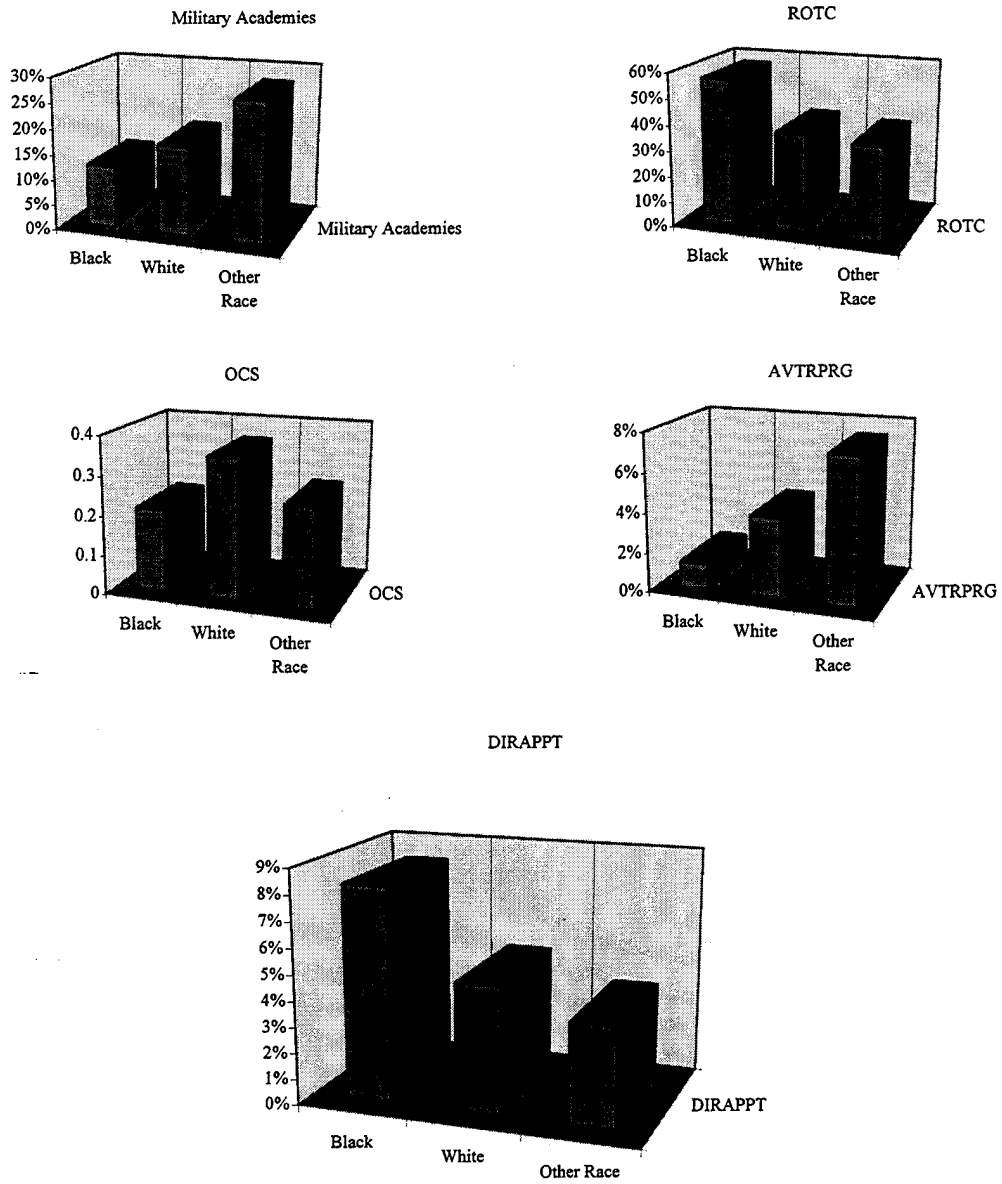 Military Academies
30%
25%
20%
15%
10%
5%
0%
Black
White
Other
Race
Military Academies
ROTC
60%
50%
40%
30%
20%
10%
0%
Black
White
Other
Race
ROTC
OCS
0.4
0.3
0.2
0.1
0
Black
White
Other
Race
OCS
AVTRPRG
8%
6%
4%
2%
0%
Black
White
Other
Race
AVTRPRG
DIRAPPT
9%
8%
7%
6%
5%
4%
3%
2%
1%
0%
Black
White
Other Race
DIRAPPT